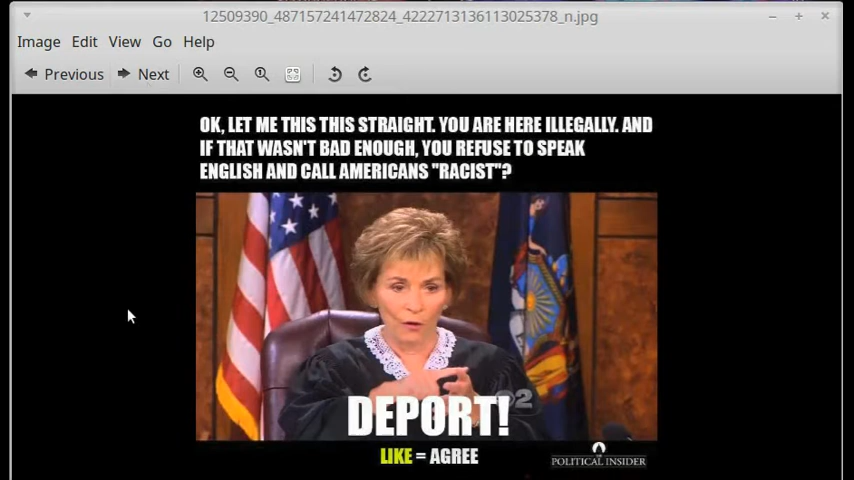 12509390_487157241472824_4222713136113025378_n.jpg
Image Edit View Go Help
Previous Next
OK, LET ME THIS THIS STRAIGHT. YOU ARE HERE ILLEGALLY. AND
IF THAT WASN'T BAD ENOUGH, YOU REFUSE TO SPEAK
ENGLISH AND CALL AMERICANS "RACIST"?
2
DEPORT!
LIKE = AGREE
THE
POLITICAL INSIDER